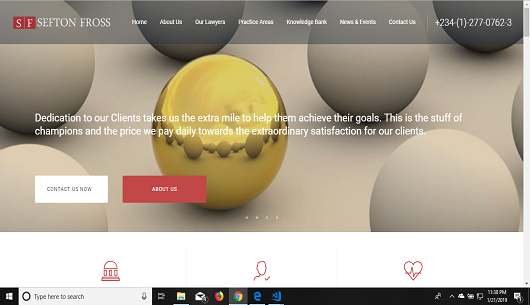 SF SEFTON FROSS
Home About Us Our Lawyers Practice Areas Knowledge Bank News & Events Contact Us +234-(1)-277-0762-3
Dedication to our Clients takes us the extra mile to help them achieve their goals. This is the stuff of
champions and the price we pay daily towards the extraordinary satisfaction for our clients.
CONTACT US NOW
ABOUT US
Type here to search
11:38 PM
1/21/2019